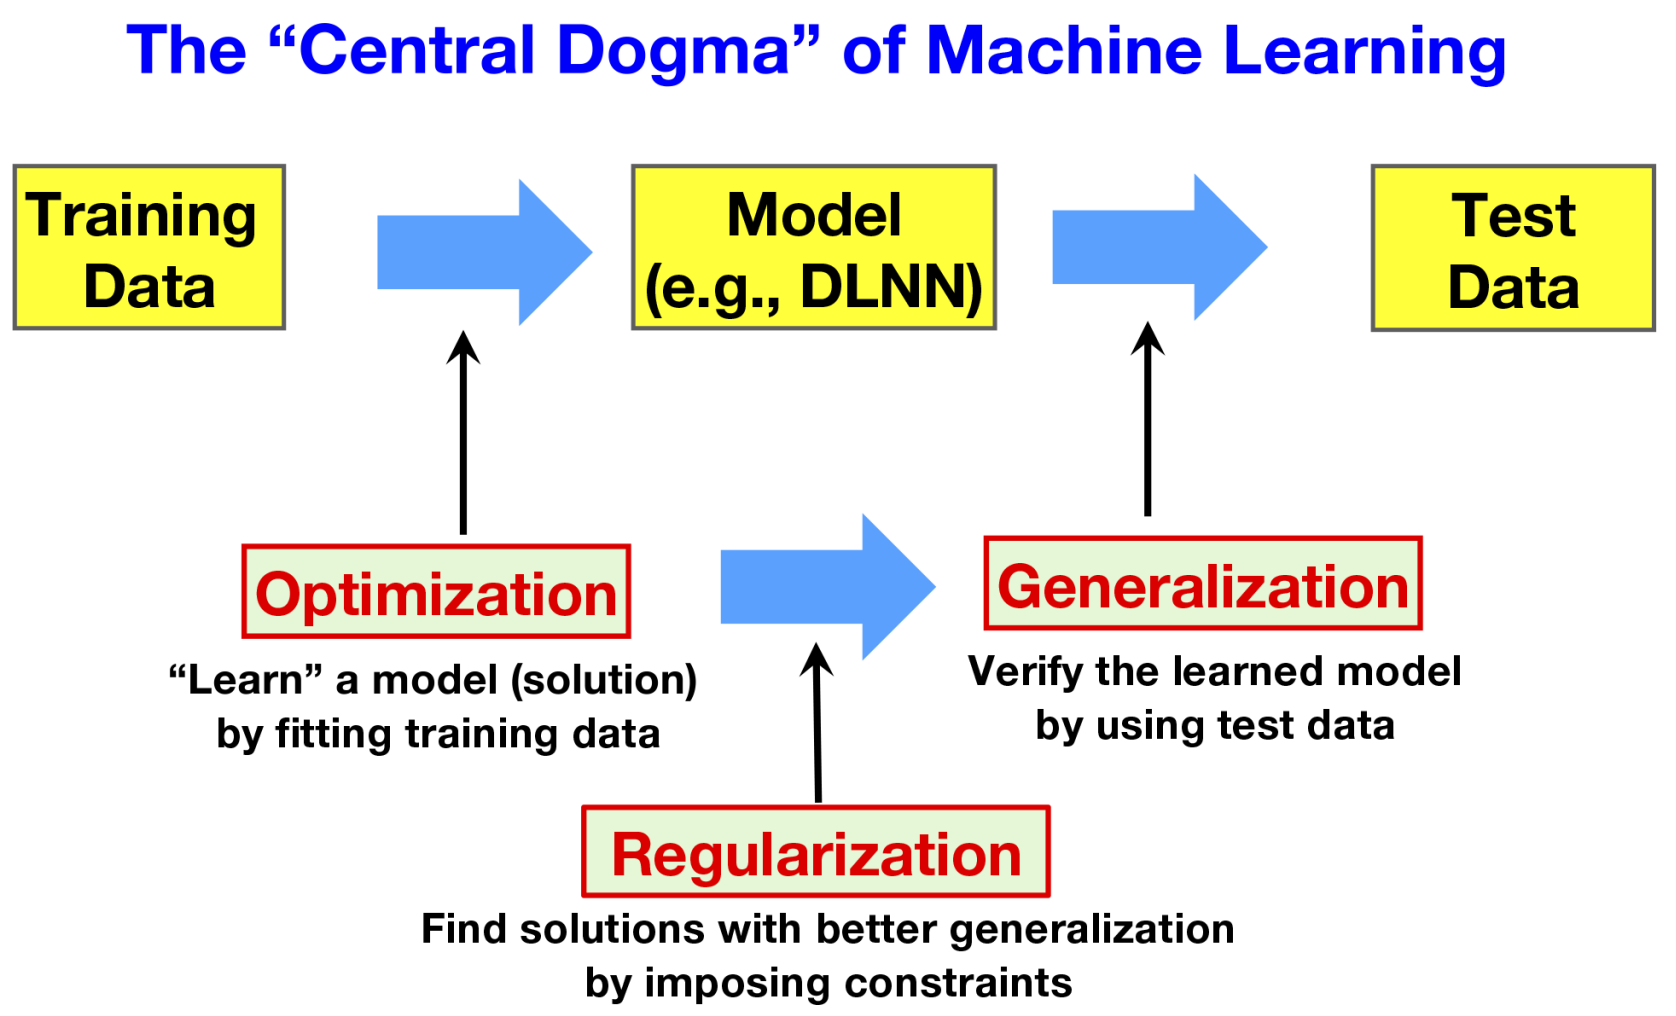 The “Central Dogma” of Machine Learning
Training
Data
Model
(e.g., DLNN)
Test
Data
Optimization
“Learn” a model (solution)
by fitting training data
Generalization
Verify the learned model
by using test data
Regularization
Find solutions with better generalization
by imposing constraints